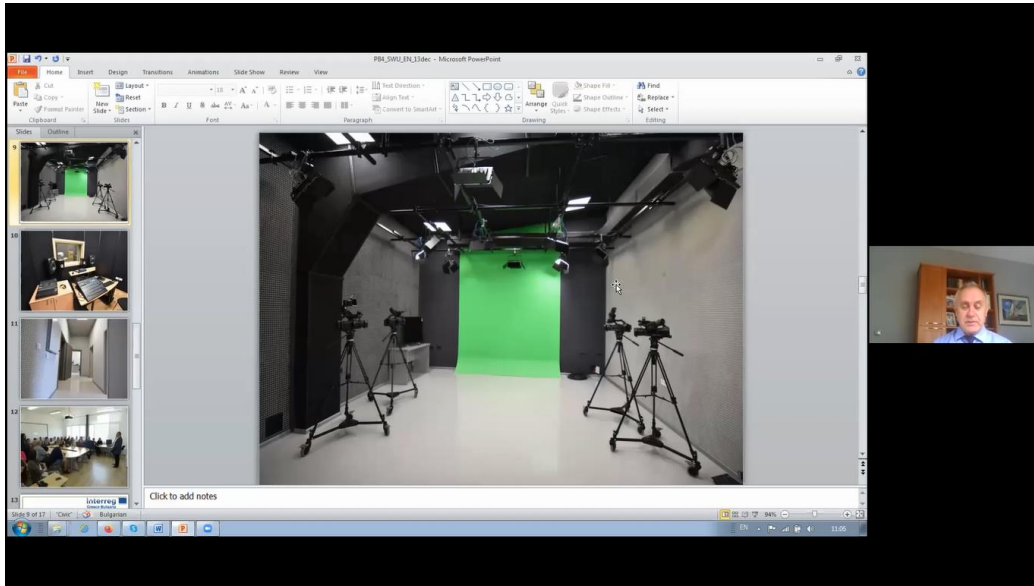 PB4_SWU_EN_13dec - Microsoft PowerPoint
File Home Insert Design Transitions Animations Slide Show Review View
Cut
Copy
Format Painter
Paste
Clipboard
New
Slide
Layout
Reset
Section
Slides
18
Font
Paragraph
Text Direction
Align Text
Convert to SmartArt
Arrange
Quick
Styles
Shape Fill
Shape Outline
Shape Effects
Drawing
Find
Replace
Select
Editing
Slides Outline
9
10
11
12
13
Interreg
Click to add notes
Slide 9 of 17 "Civic" Bulgarian
94%
EN 11:05